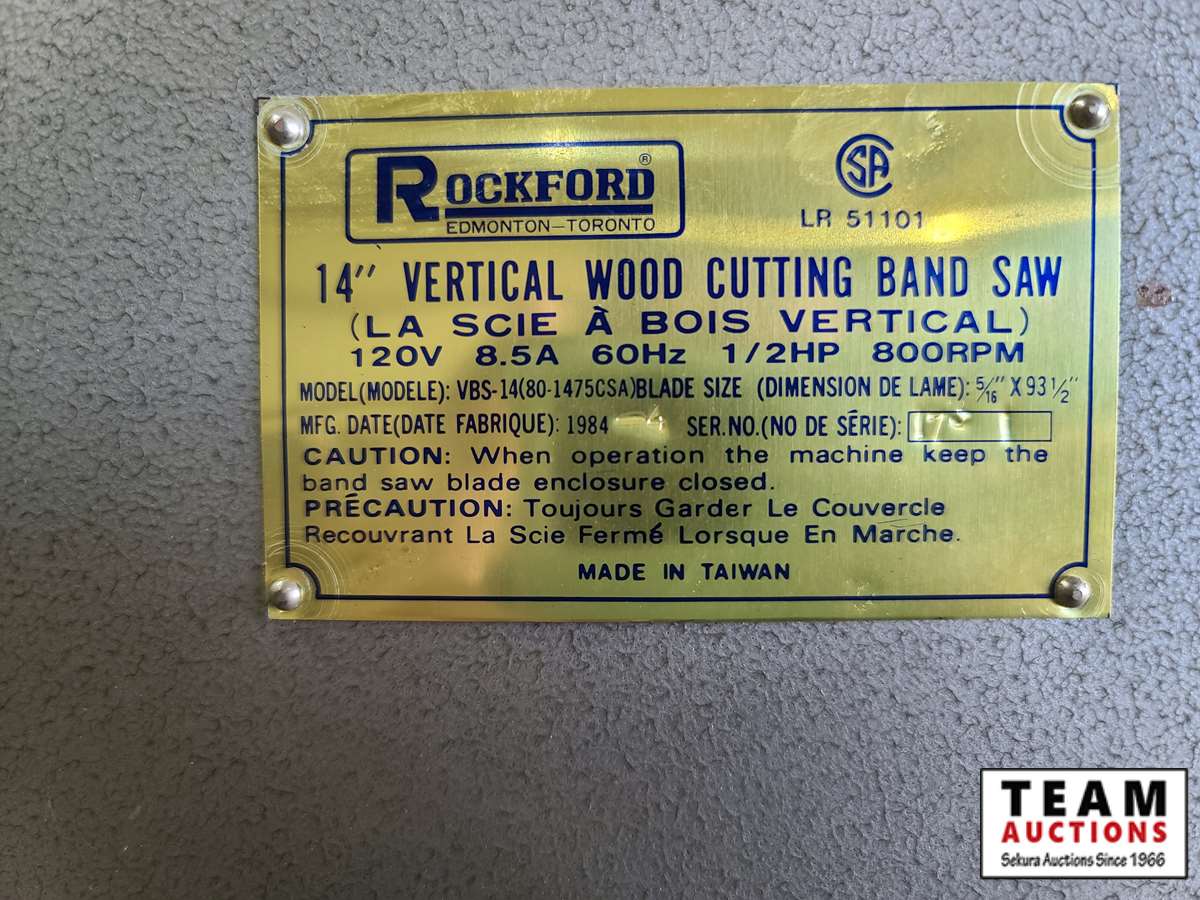 ROCKFORD®
EDMONTON—TORONTO
SA
LR 51101
14" VERTICAL WOOD CUTTING BAND SAW
(LA SCIE À BOIS VERTICAL)
120V 8.5A 60Hz 1/2HP 800RPM
MODEL(MODELE): VBS-14(80-1475CSA)BLADE SIZE (DIMENSION DE LAME): 5/16" X 93 1/2"
MFG. DATE(DATE FABRIQUE): 1984 SER.NO.(NO DE SÉRIE):
CAUTION: When operation the machine keep the
band saw blade enclosure closed.
PRÉCAUTION: Toujours Garder Le Couvercle
Recouvrant La Scie Fermé Lorsque En Marche.
MADE IN TAIWAN
TEAM
AUCTIONS
Sekura Auctions Since 1966